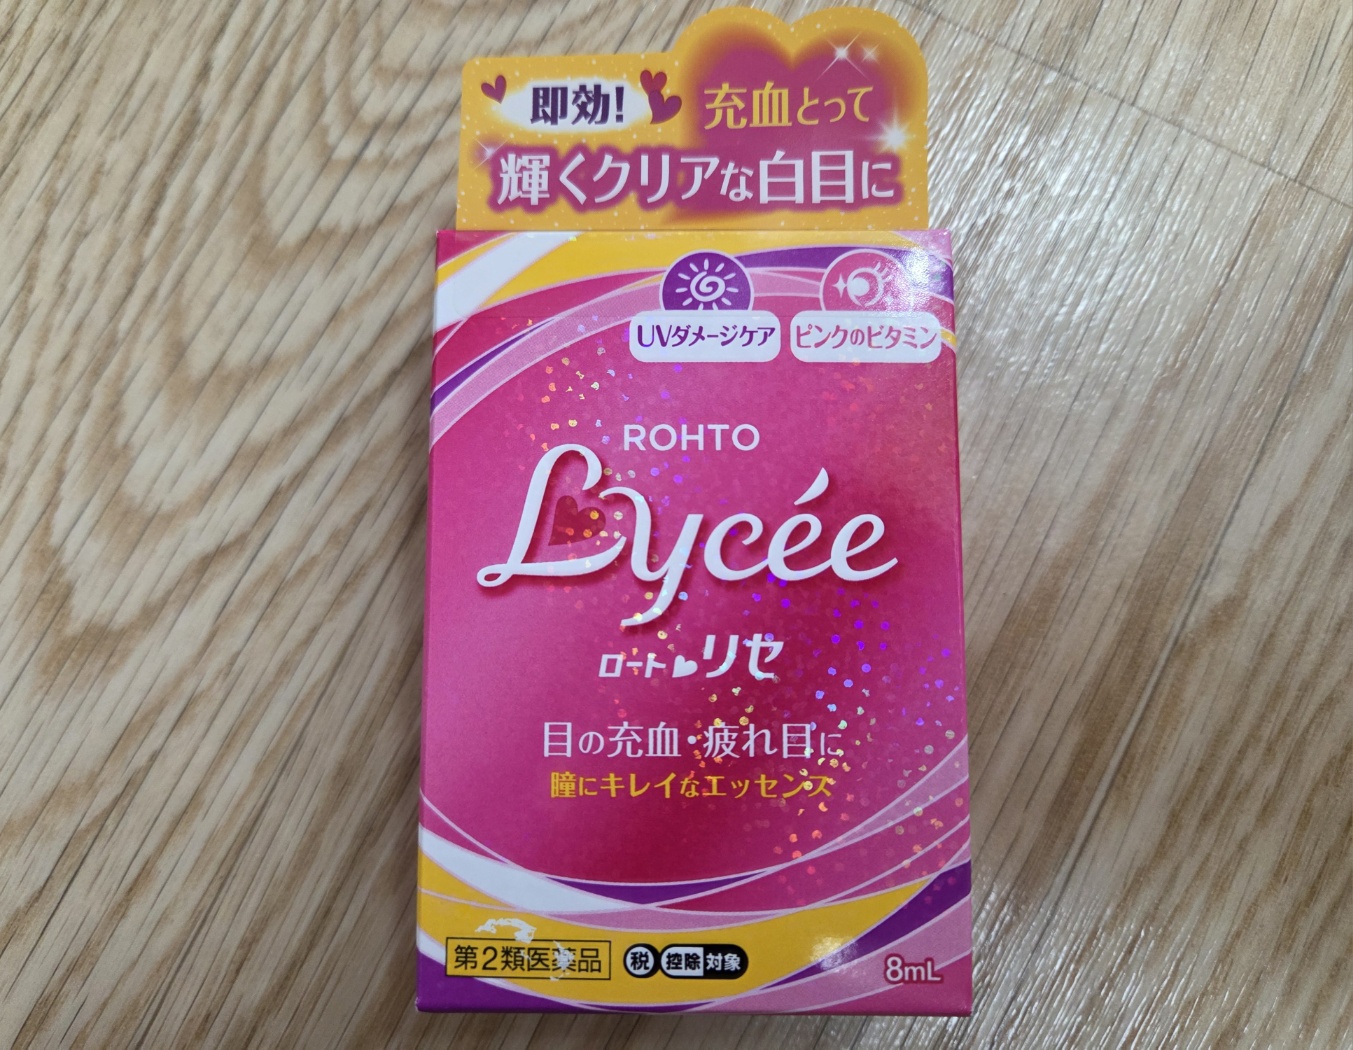 即効! 充血とって
輝くクリアな白目に
UVダメージケア ピンクのビタミン
ROHTO
Lycée
ロートリセ
目の充血・疲れ目に
瞳にキレイなエッセンス
第2類医薬品 税 控除 対象 8mL